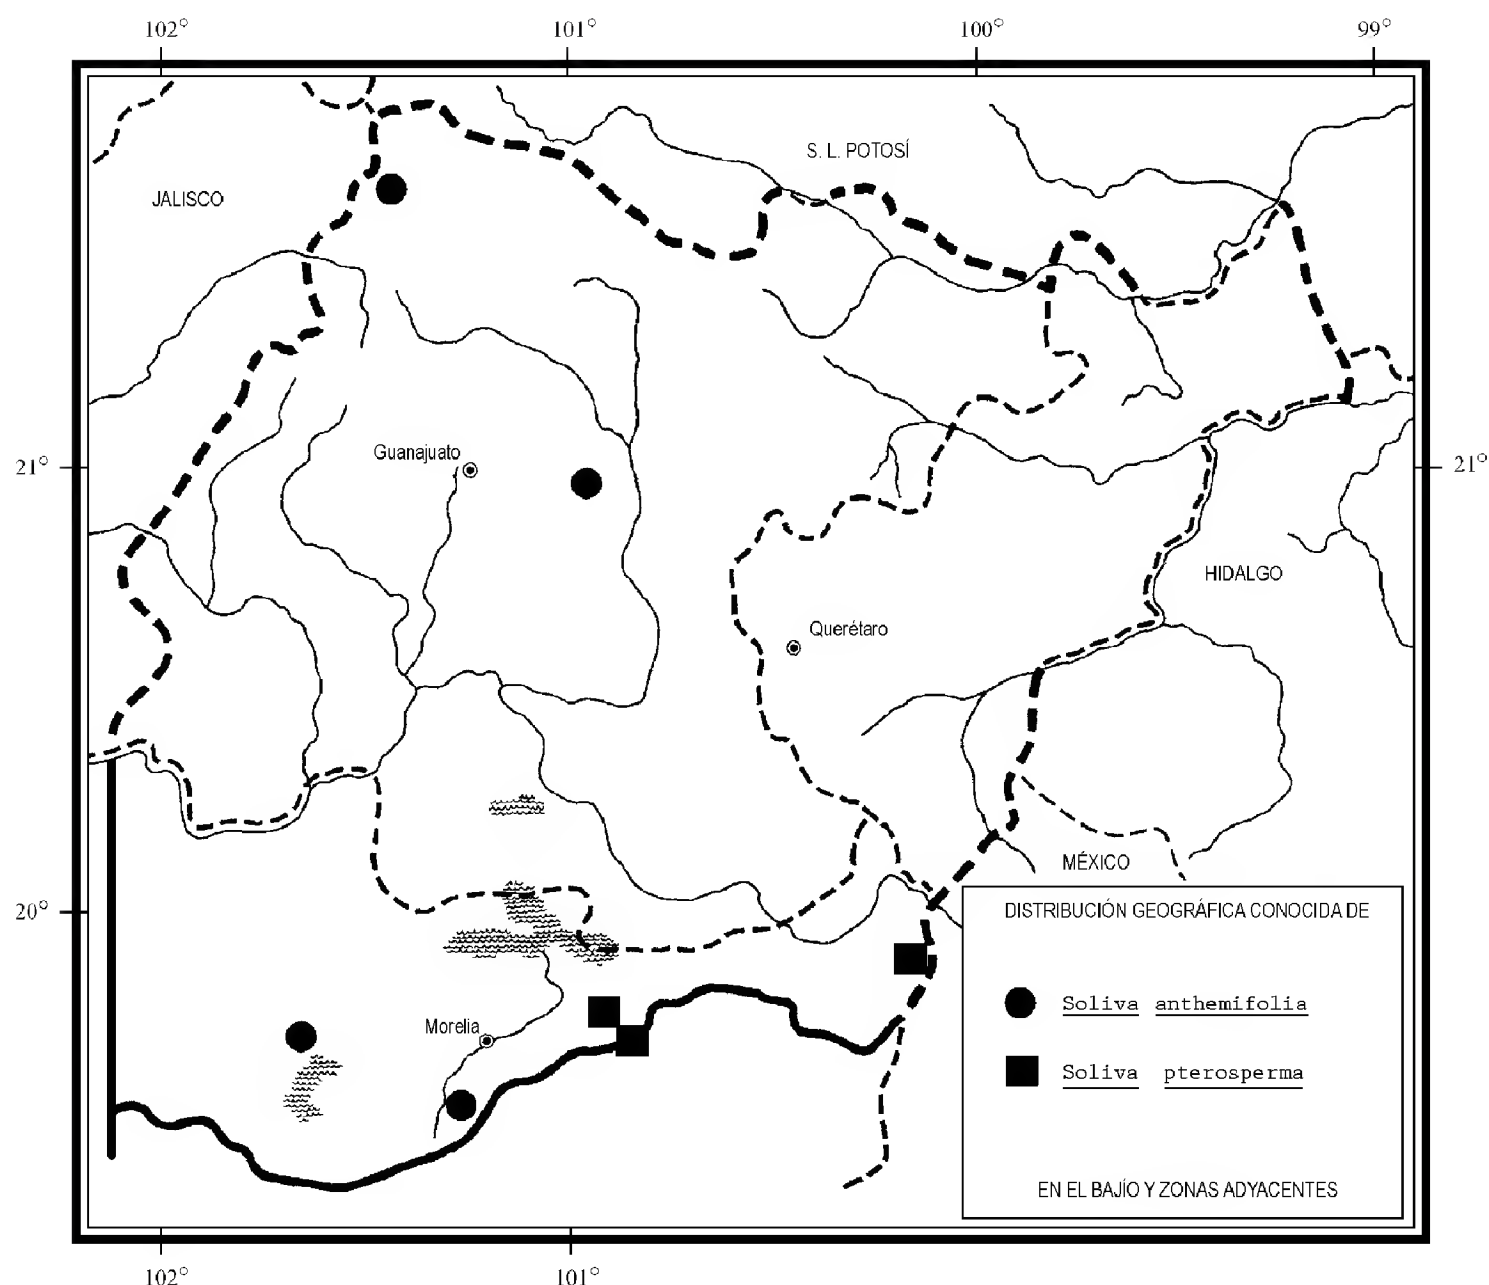 102° 101° 100° 99°
S. L. POTOSÍ
JALISCO
Guanajuato
21° 21°
HIDALGO
Querétaro
MÉXICO
20°
DISTRIBUCIÓN GEOGRÁFICA CONOCIDA DE
Soliva anthemifolia
Morelia
Soliva pterosperma
EN EL BAJÍO Y ZONAS ADYACENTES
102° 101°